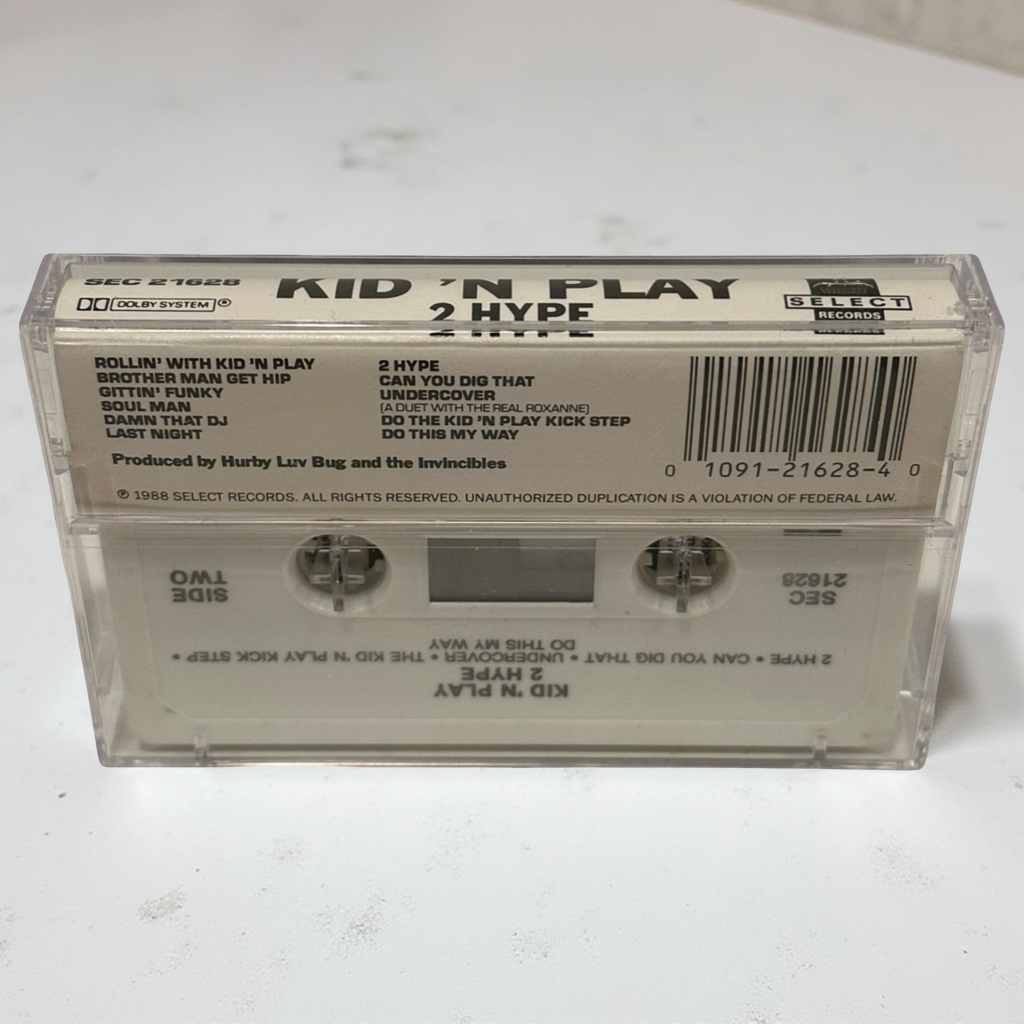 SEC 21628
DOLBY SYSTEM®
KID 'N PLAY
2 HYPE
SELECT
RECORDS
ROLLIN' WITH KID 'N PLAY
BROTHER MAN GET HIP
GITTIN' FUNKY
SOUL MAN
DAMN THAT DJ
LAST NIGHT
2 HYPE
CAN YOU DIG THAT
UNDERCOVER
(A DUET WITH THE REAL ROXANNE)
DO THE KID 'N PLAY KICK STEP
DO THIS MY WAY
Produced by Hurby Luv Bug and the Invincibles
0 1091-21628-4 0
℗ 1988 SELECT RECORDS. ALL RIGHTS RESERVED. UNAUTHORIZED DUPLICATION IS A VIOLATION OF FEDERAL LAW.
KID 'N PLAY
2 HYPE
2 HYPE • CAN YOU DIG THAT • UNDERCOVER • THE KID 'N PLAY KICK STEP •
DO THIS MY WAY
SEC
21628
SIDE
TWO